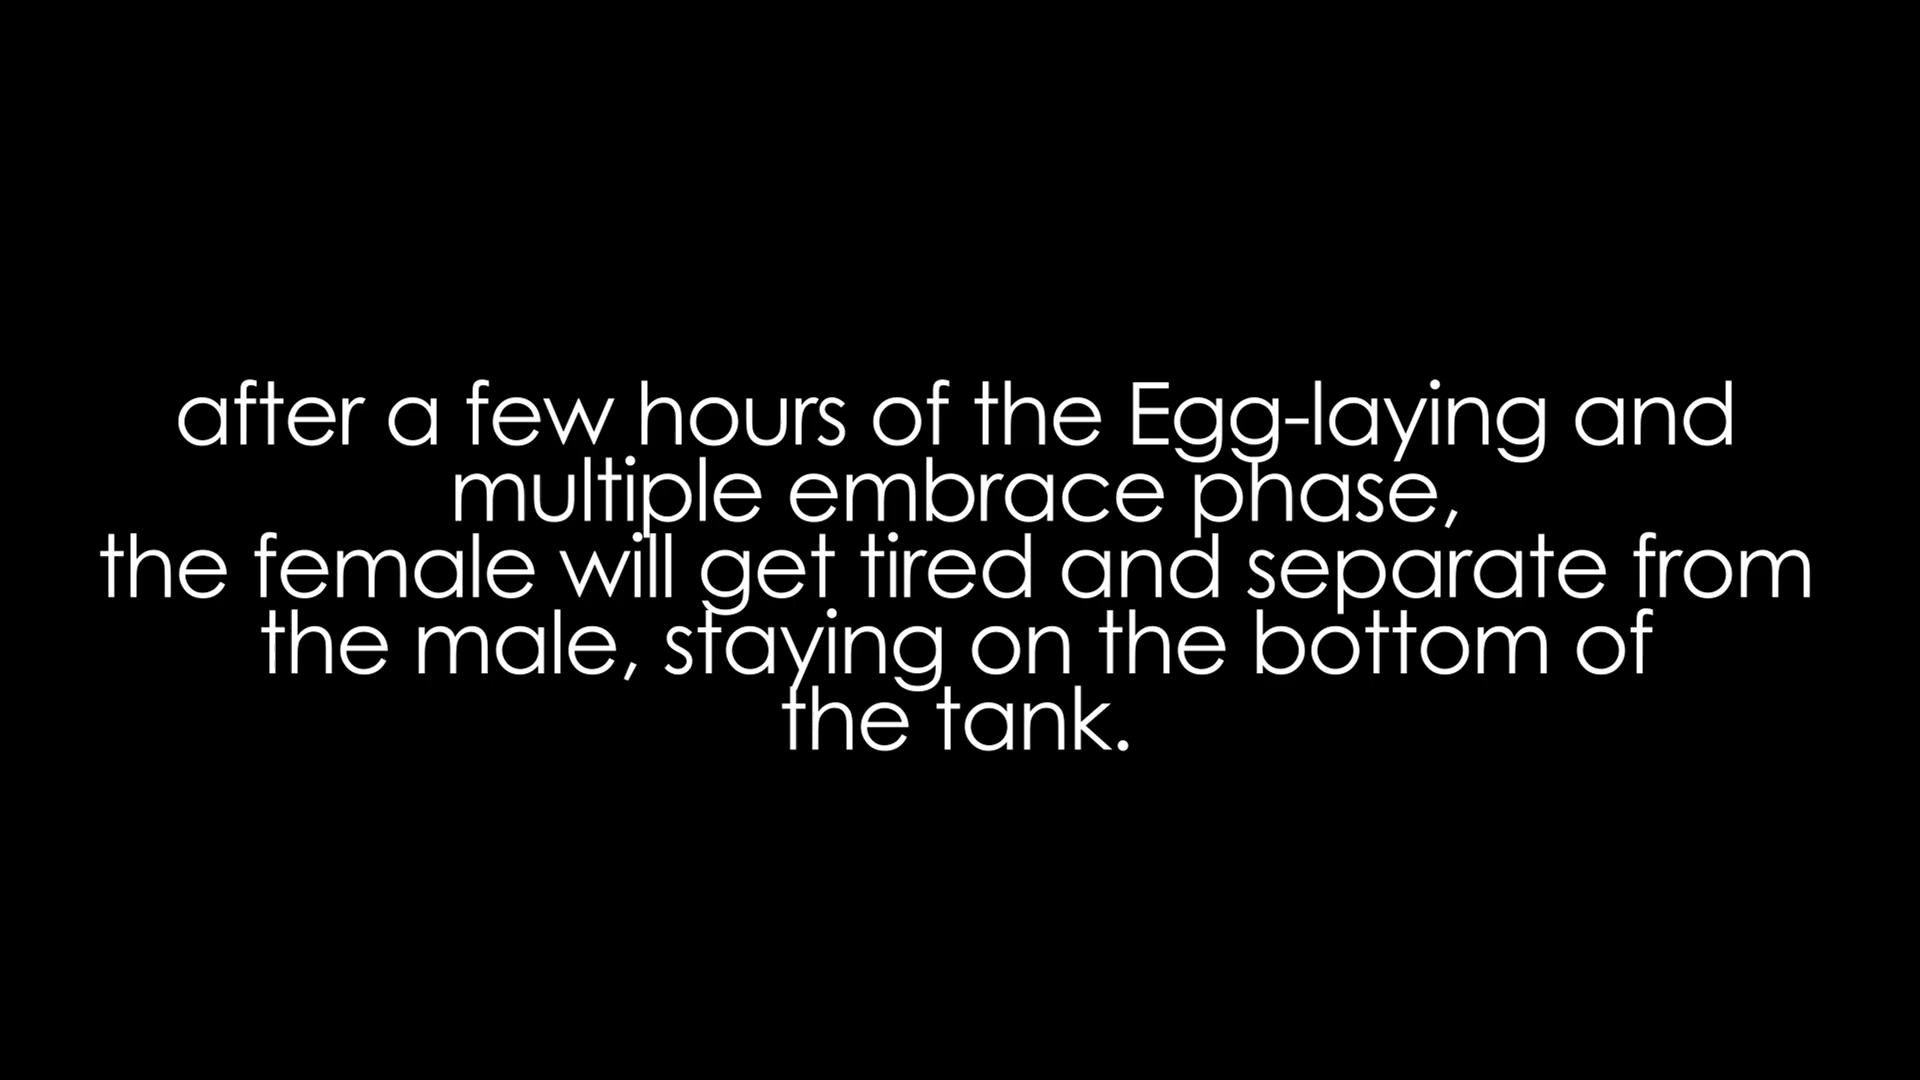 after a few hours of the Egg-laying and
multiple embrace phase,
the female will get tired and separate from
the male, staying on the bottom of
the tank.